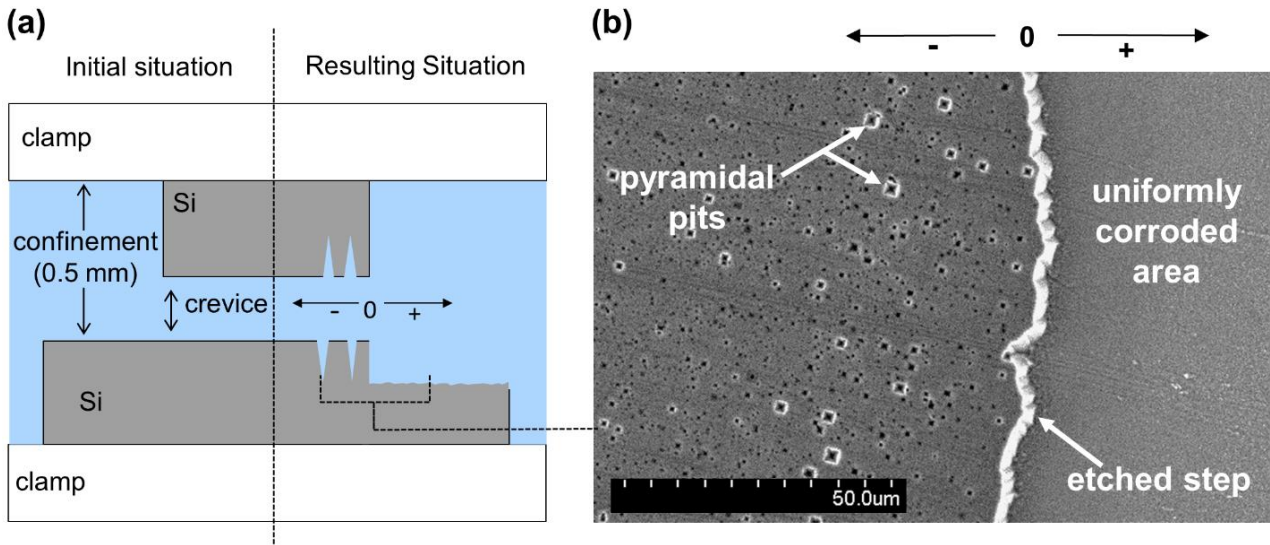 (a)
Initial situation
Resulting Situation
clamp
Si
confinement
(0.5 mm)
crevice
- 0 +
Si
clamp
(b)
- 0 +
pyramidal
pits
uniformly
corroded
area
etched step
50.0um